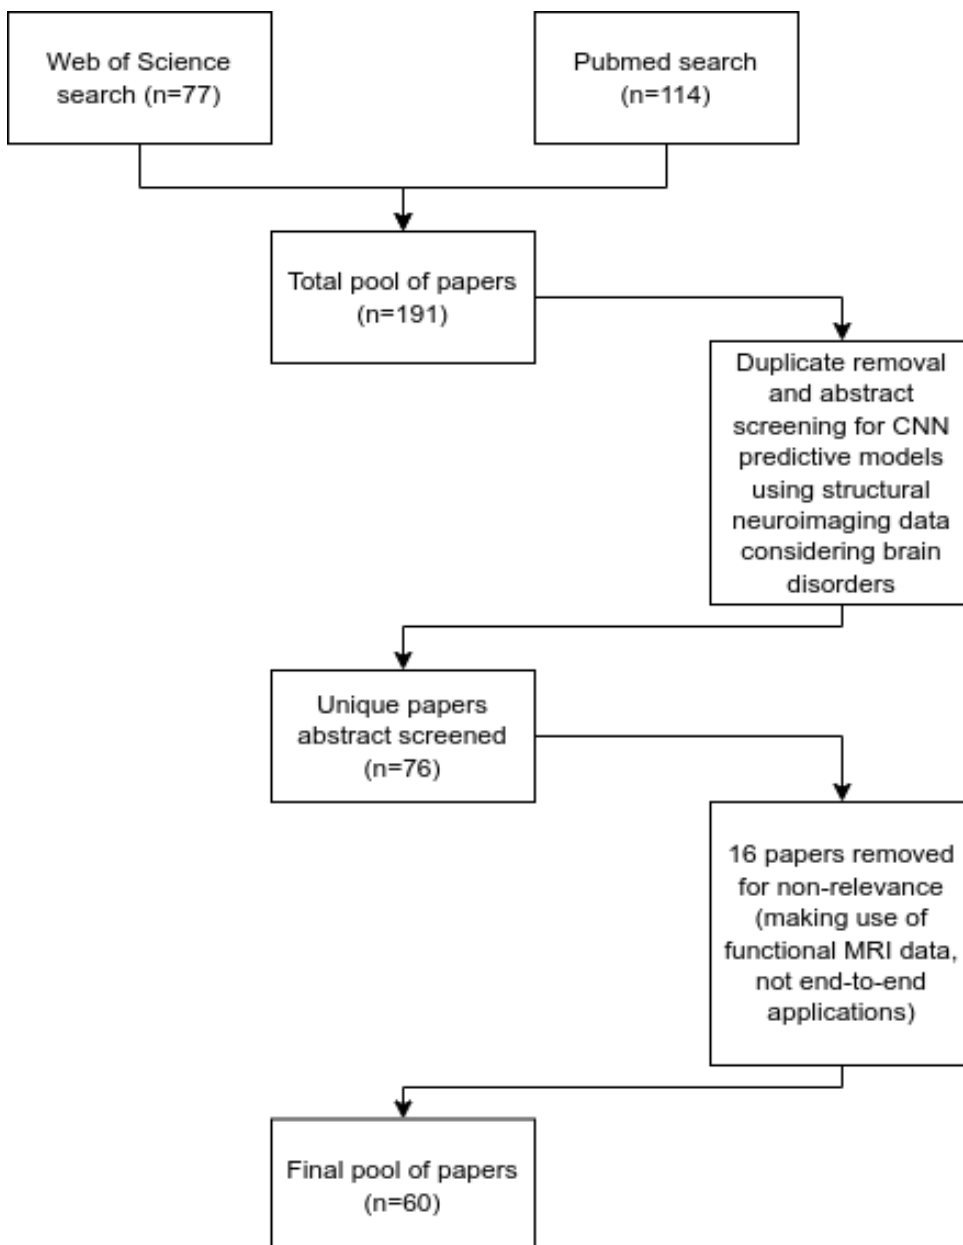 Web of Science
search (n=77)
Pubmed search
(n=114)
Total pool of papers
(n=191)
Duplicate removal
and abstract
screening for CNN
predictive models
using structural
neuroimaging data
considering brain
disorders
Unique papers
abstract screened
(n=76)
16 papers removed
for non-relevance
(making use of
functional MRI data,
not end-to-end
applications)
Final pool of papers
(n=60)